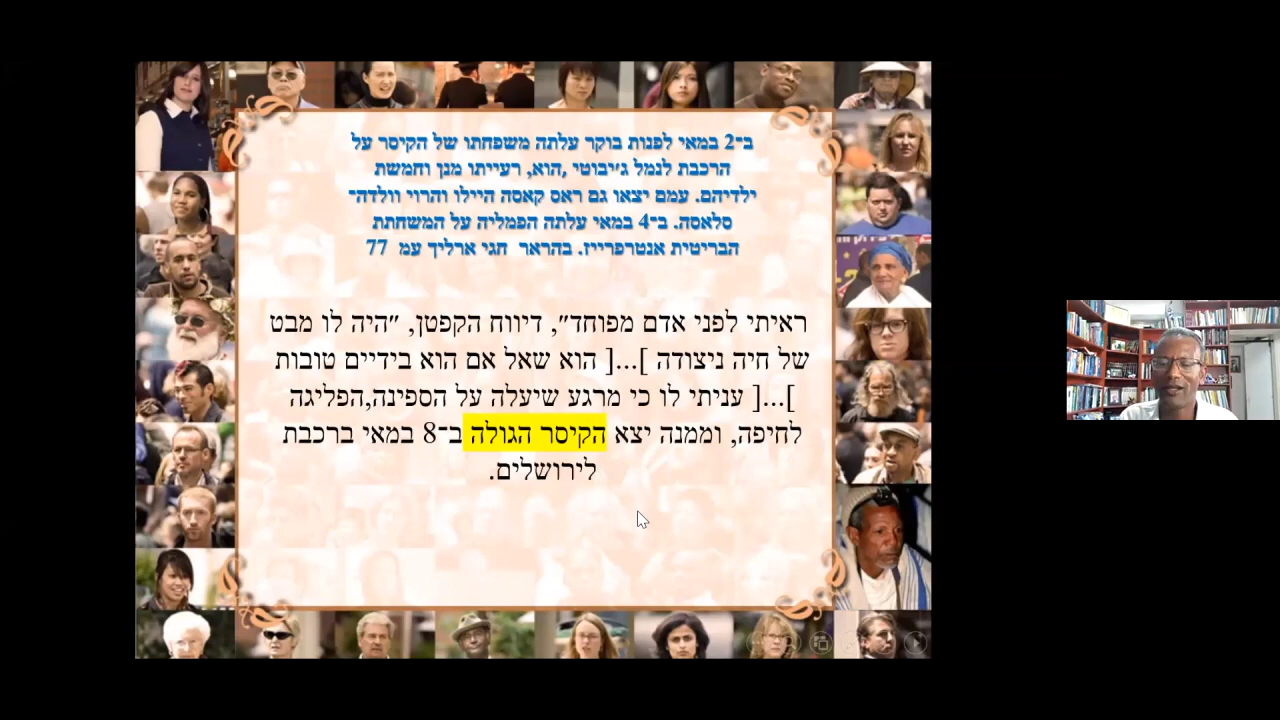 ב־2 במאי לפנות בוקר עלתה משפחתו של הקיסר על
הרכבת לנמל ג׳יבוטי ,הוא, רעייתו מנן וחמשת
ילדיהם. עמם יצאו גם ראס קאסה היילו והרוי וולדה־
סלאסה. ב־4 במאי עלתה הפמליה על המשחתת
הבריטית אנטרפרייז. בהראר חגי ארליך עמ 77
ראיתי לפני אדם מפוחד״, דיווח הקפטן, ״היה לו מבט
של חיה ניצודה ]...[ הוא שאל אם הוא בידיים טובות
]...[ עניתי לו כי מרגע שיעלה על הספינה,הפליגה
לחיפה, וממנה יצא הקיסר הגולה ב־8 במאי ברכבת
לירושלים.